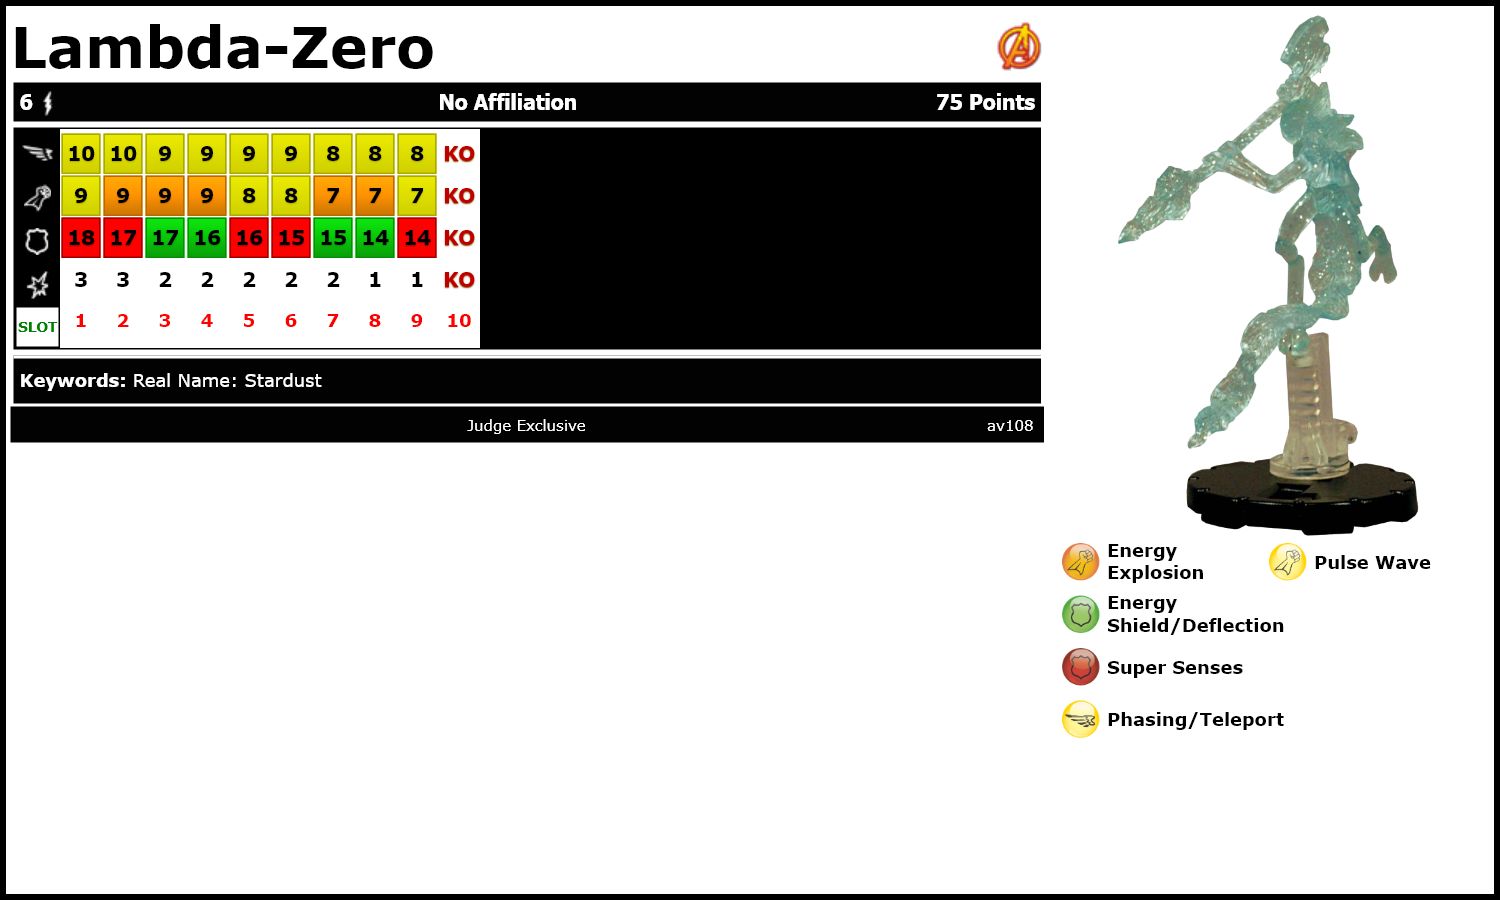 Lambda-Zero
6 No Affiliation 75 Points
10 10 9 9 9 9 8 8 8 KO
9 9 9 9 8 8 7 7 7 KO
18 17 17 16 16 15 15 14 14 KO
3 3 2 2 2 2 2 1 1 KO
SLOT 1 2 3 4 5 6 7 8 9 10
Keywords: Real Name: Stardust
Judge Exclusive av108
Energy
Explosion
Pulse Wave
Energy
Shield/Deflection
Super Senses
Phasing/Teleport